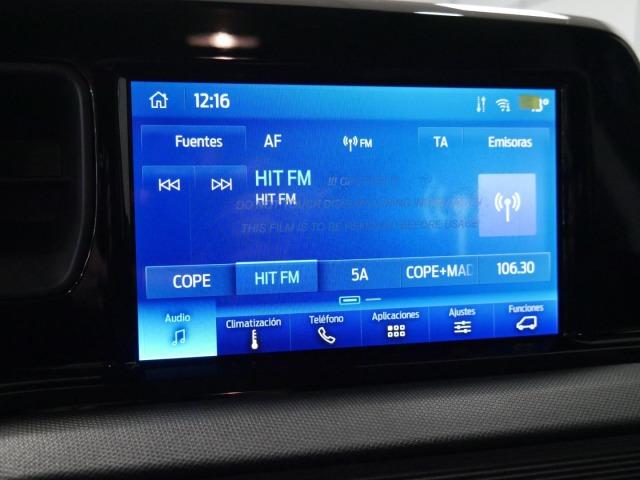 12:16
Fuentes AF FM TA Emisoras
HIT FM
HIT FM
THIS FILM IS TO BE REMOVED BEFORE USAGE
COPE HIT FM 5A COPE+MAD 106.30
Audio Climatización Teléfono Aplicaciones Ajustes Funciones